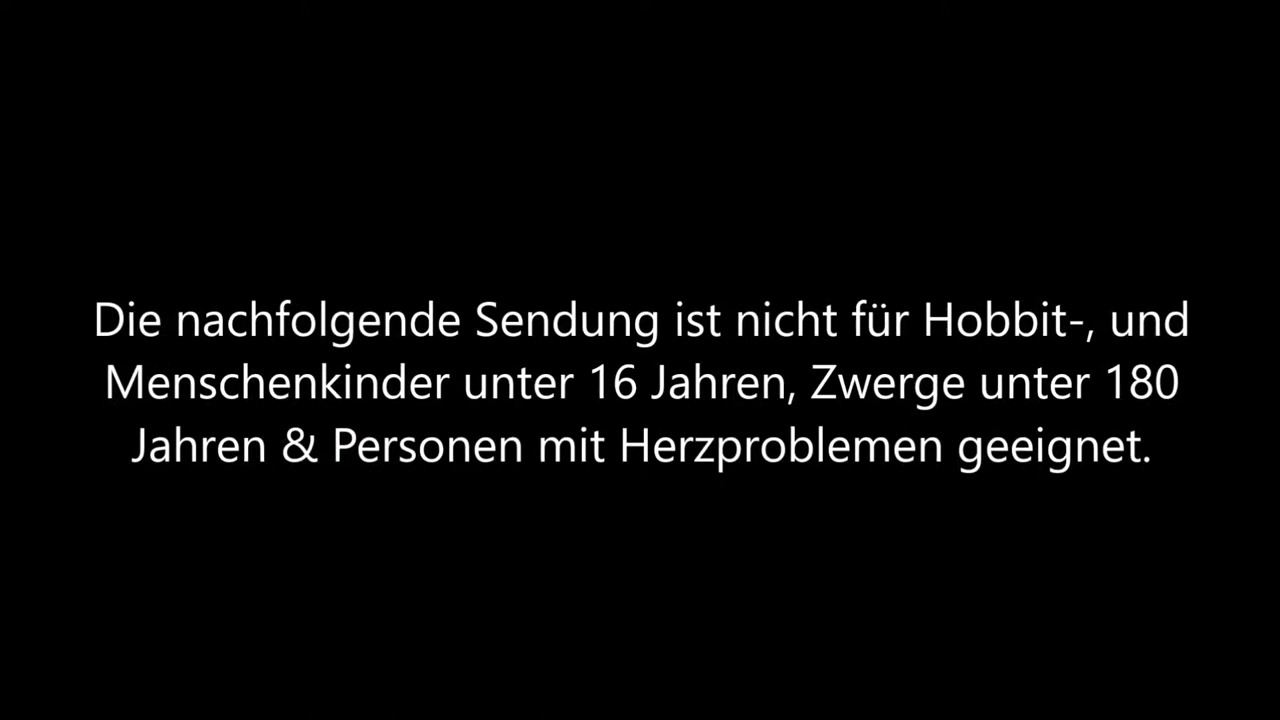 Die nachfolgende Sendung ist nicht für Hobbit-, und
Menschenkinder unter 16 Jahren, Zwerge unter 180
Jahren & Personen mit Herzproblemen geeignet.